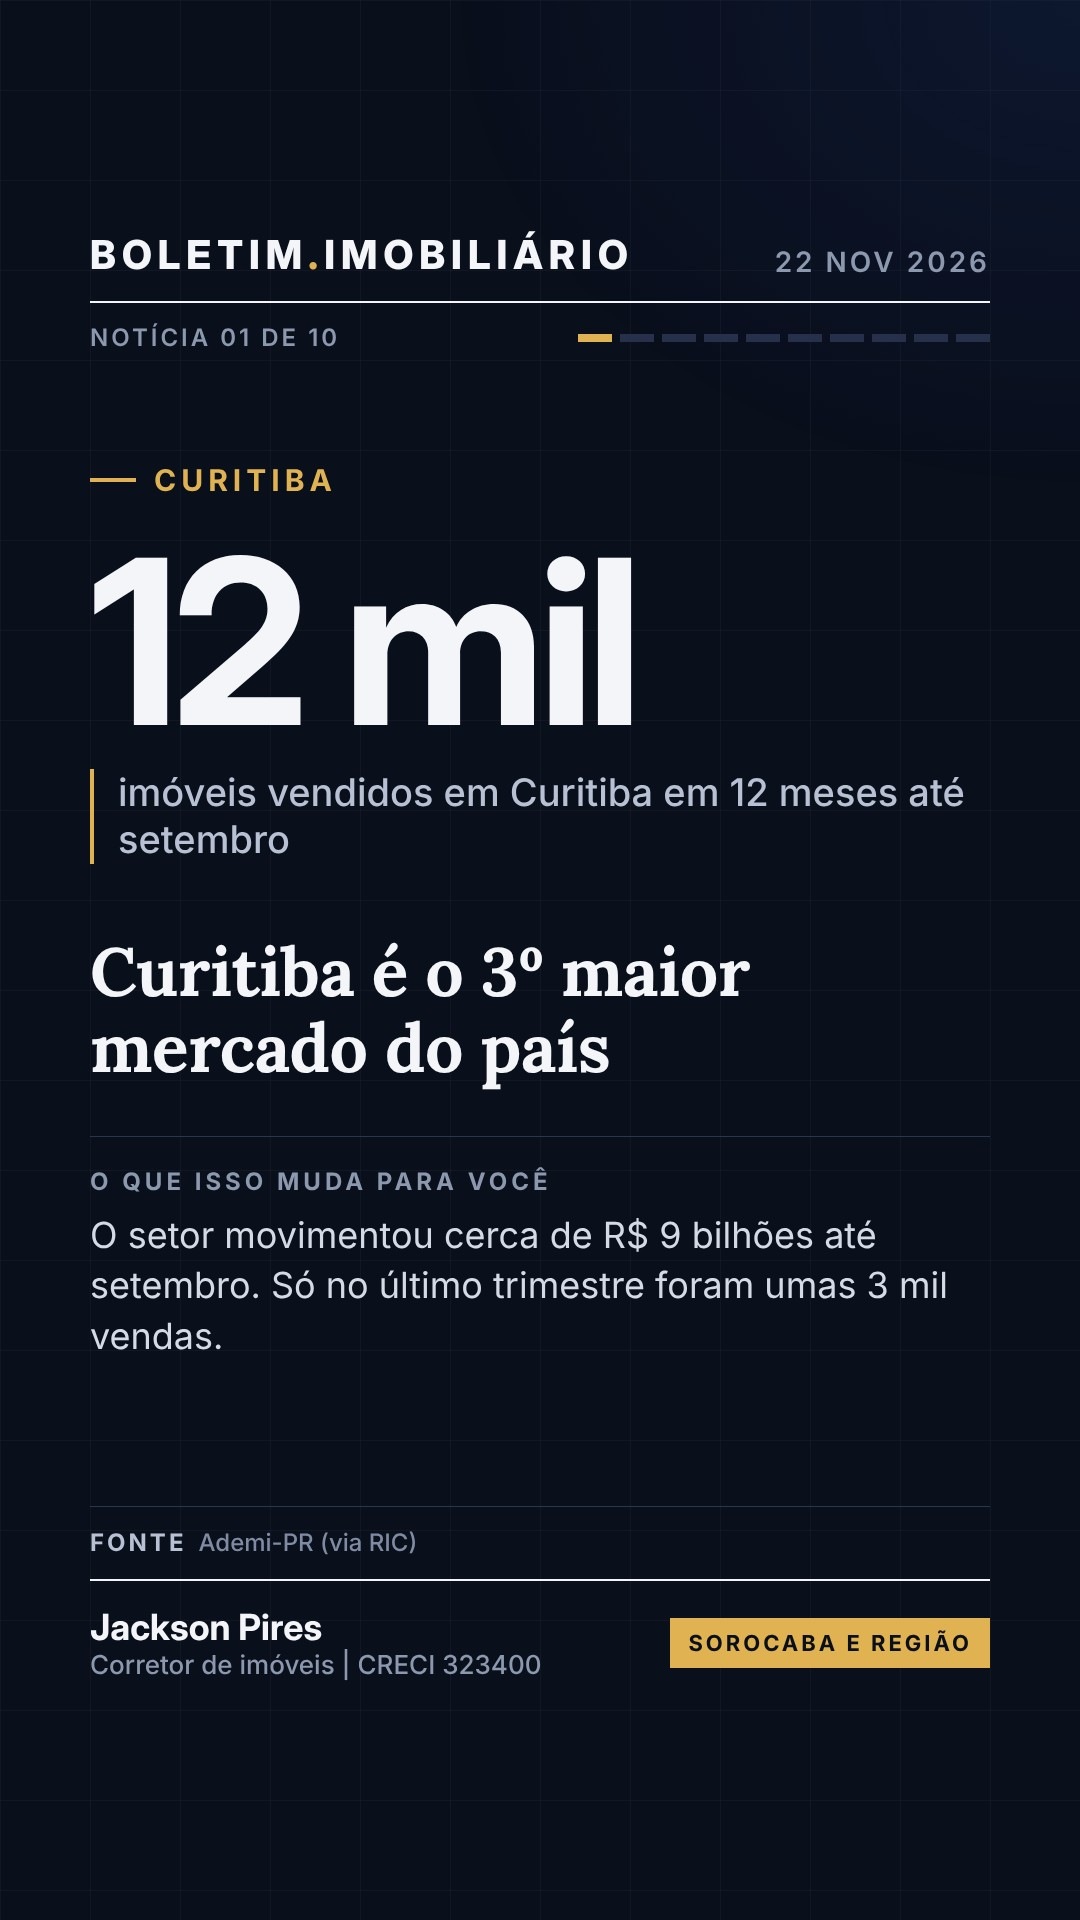 BOLETIM.IMOBILIÁRIO
22 NOV 2026
NOTÍCIA 01 DE 10
CURITIBA
12 mil
imóveis vendidos em Curitiba em 12 meses até
setembro
Curitiba é o 3º maior
mercado do país
O QUE ISSO MUDA PARA VOCÊ
O setor movimentou cerca de R$ 9 bilhões até
setembro. Só no último trimestre foram umas 3 mil
vendas.
FONTE Ademi-PR (via RIC)
Jackson Pires
Corretor de imóveis | CRECI 323400
SOROCABA E REGIÃO